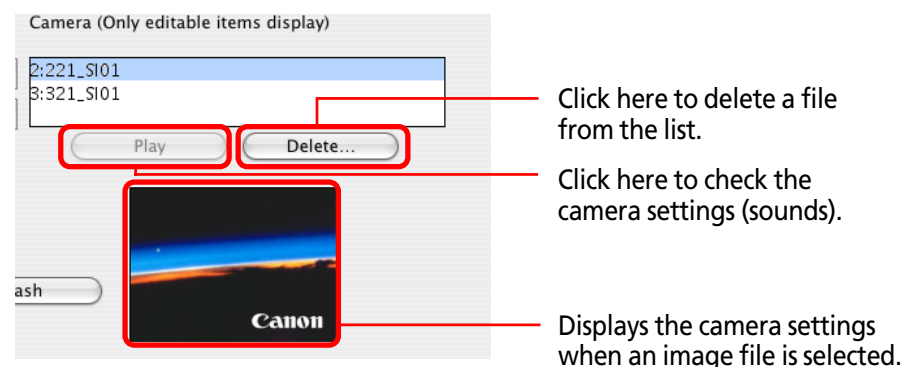 Camera (Only editable items display)
2:221_SI01
3:321_SI01
Click here to delete a file
from the list.
Play
Delete...
Click here to check the
camera settings (sounds).
ash
Canon
Displays the camera settings
when an image file is selected.